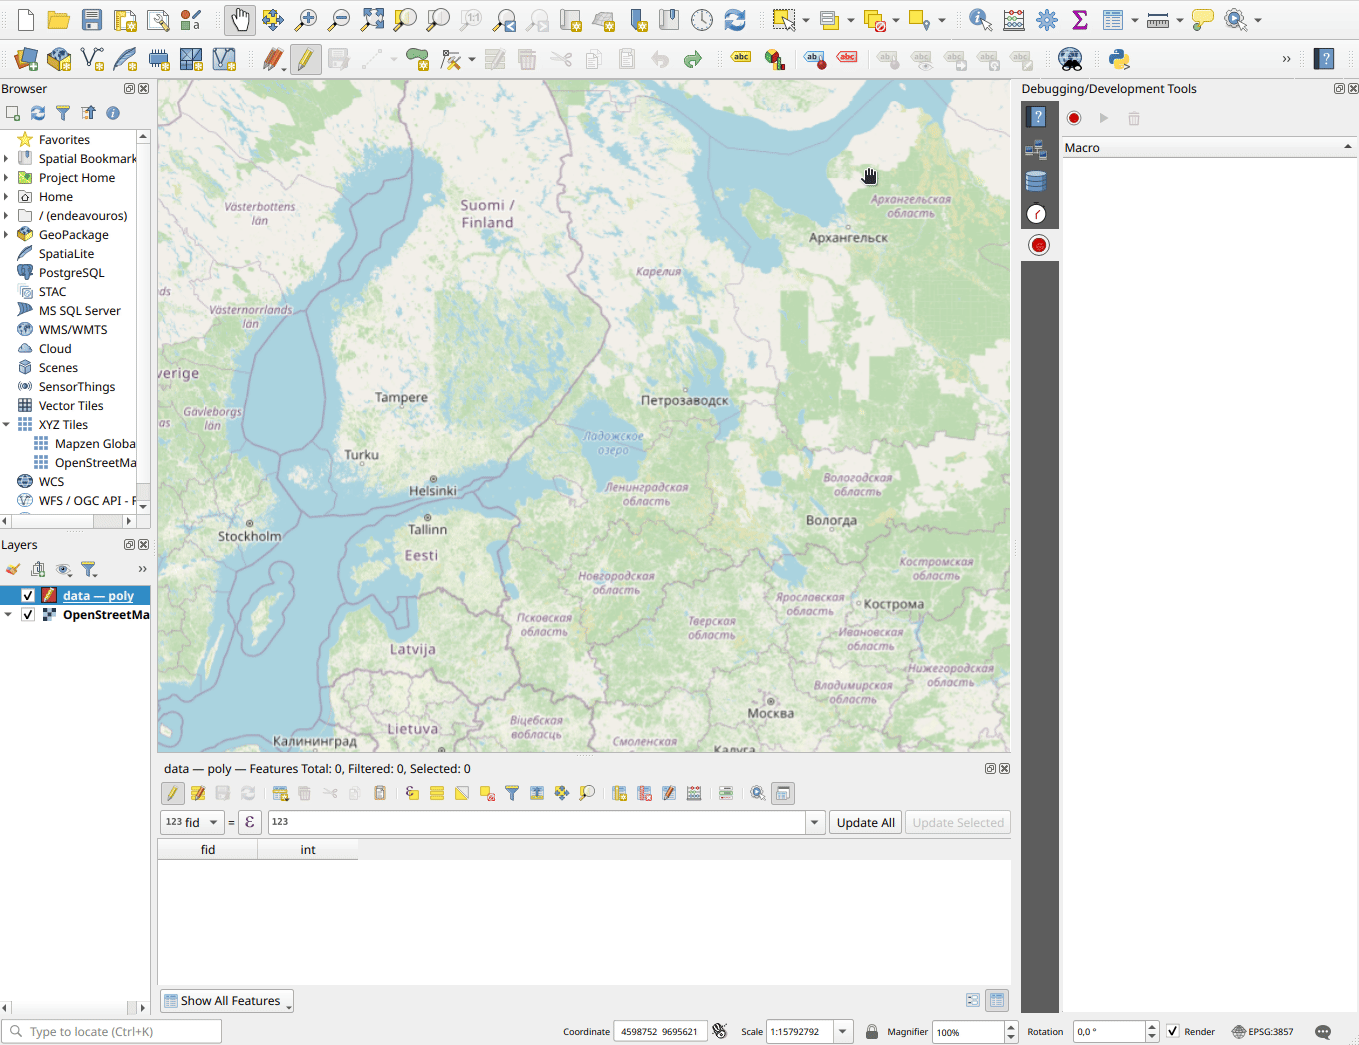 Browser
Debugging/Development Tools
Favorites
Spatial Bookmark
Project Home
Home
/ (endeavouros)
GeoPackage
SpatiaLite
PostgreSQL
STAC
MS SQL Server
WMS/WMTS
Cloud
Scenes
SensorThings
Vector Tiles
XYZ Tiles
Mapzen Globa
OpenStreetMa
WCS
WFS / OGC API - F
Layers
data — poly
OpenStreetMa
Macro
Västerbottens
län
Suomi /
Finland
Архангельская
область
Архангельск
Карелия
ds
Västernorrlands
län
verige
Tampere
Петрозаводск
Gävleborgs
län
as
Ладожское
озеро
Turku
Helsinki
Ленинградская
область
Вологодская
область
Вологда
Stockholm
Tallinn
Eesti
Новгородская
область
Костромская
область
Ярославская
область
Кострома
Псковская
область
Тверская
область
Ивановская
область
Latvija
Нижегородская
область
Владимирская
область
Москва
Lietuva
Віцебская
вобласць
Калининград
Смоленская
Калуга
data — poly — Features Total: 0, Filtered: 0, Selected: 0
123 fid = ε 123 Update All Update Selected
fid int
Show All Features
Type to locate (Ctrl+K) Coordinate 4598752 9695621 Scale 1:15792792 Magnifier 100% Rotation 0,0 ° Render EPSG:3857